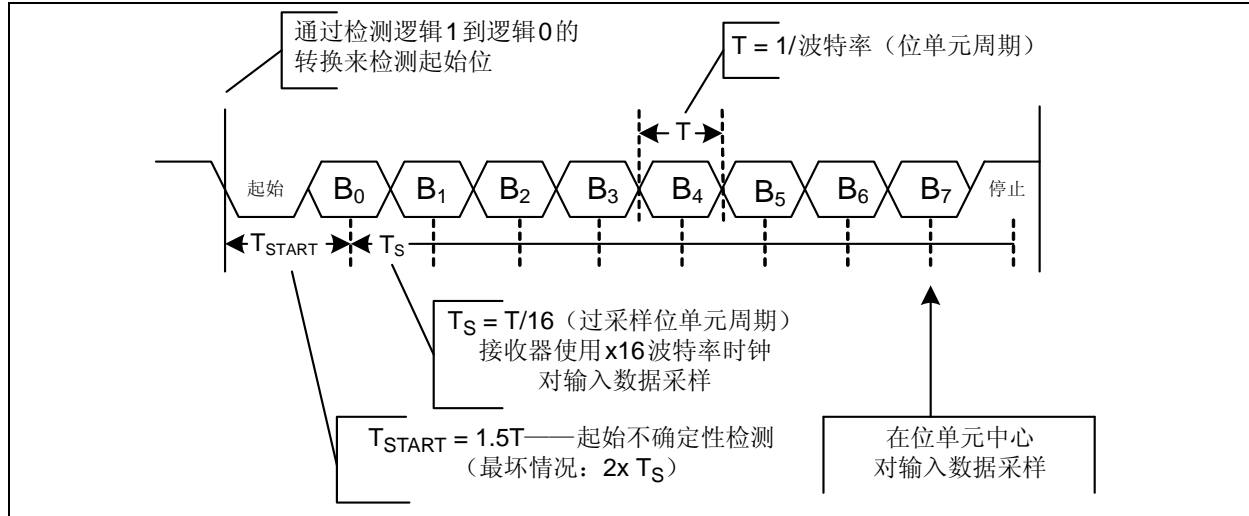 通过检测逻辑1到逻辑0的
转换来检测起始位
T = 1/波特率（位单元周期）
T
起始 B0 B1 B2 B3 B4 B5 B6 B7 停止
TSTART TS
TS = T/16（过采样位单元周期）
接收器使用x16波特率时钟
对输入数据采样
TSTART = 1.5T——起始不确定性检测
（最坏情况：2x TS）
在位单元中心
对输入数据采样